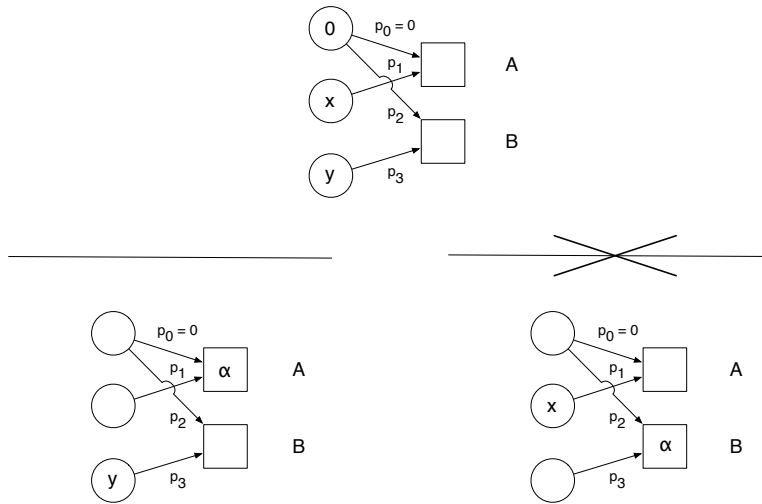 0
p0 = 0
A
p1
x
p2
B
y
p3
p0 = 0
α
A
p1
p2
B
y
p3
p0 = 0
A
p1
x
p2
α
B
p3